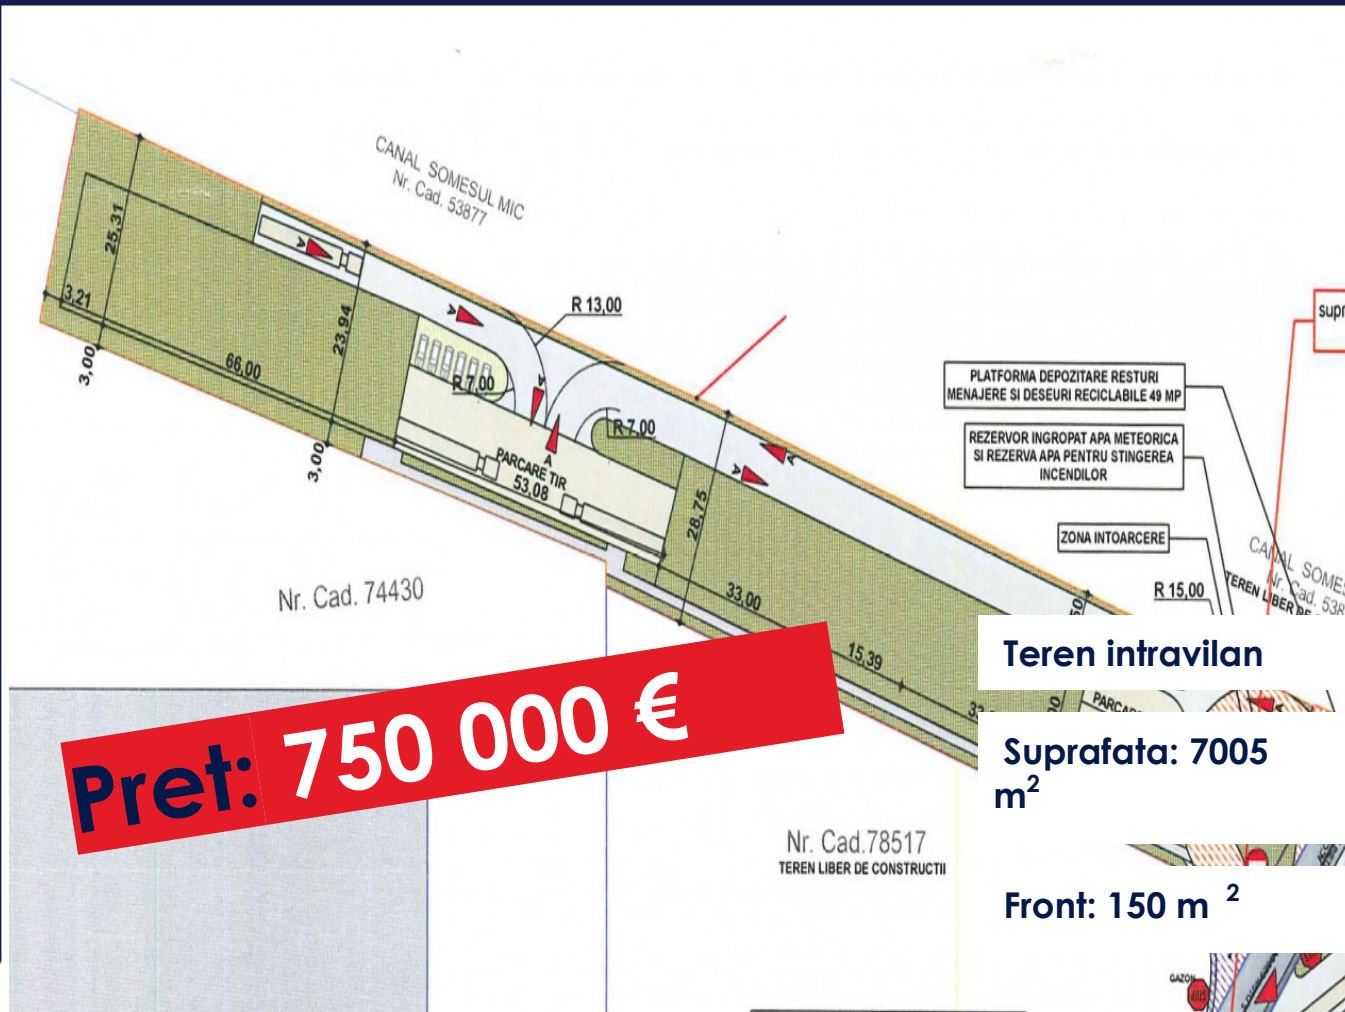 CANAL SOMESUL MIC
Nr. Cad. 53877
25,31
3,21
3,00
66,00
23,94
3,00
R 13,00
R 7,00
R 7,00
A
A
A
A
A
A
PARCARE TIR
53,08
28,75
33,00
15,39
PLATFORMA DEPOZITARE RESTURI
MENAJERE SI DESEURI RECICLABILE 49 MP
REZERVOR INGROPAT APA METEORICA
SI REZERVA APA PENTRU STINGEREA
INCENDIILOR
ZONA INTOARCERE
R 15,00
Nr. Cad. 74430
Pret: 750 000 €
Teren intravilan
Suprafata: 7005
m²
Front: 150 m ²
Nr. Cad.78517
TEREN LIBER DE CONSTRUCTII
GAZON